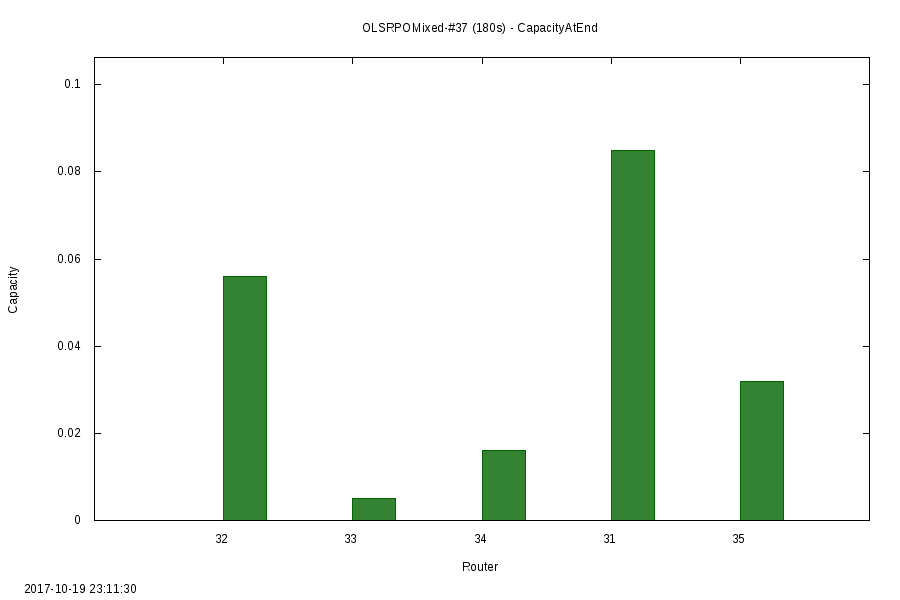 OLSRPOMixed-#37 (180s) - CapacityAtEnd
0.1
0.08
0.06
0.04
0.02
0
Capacity
32 33 34 31 35
Router
2017-10-19 23:11:30